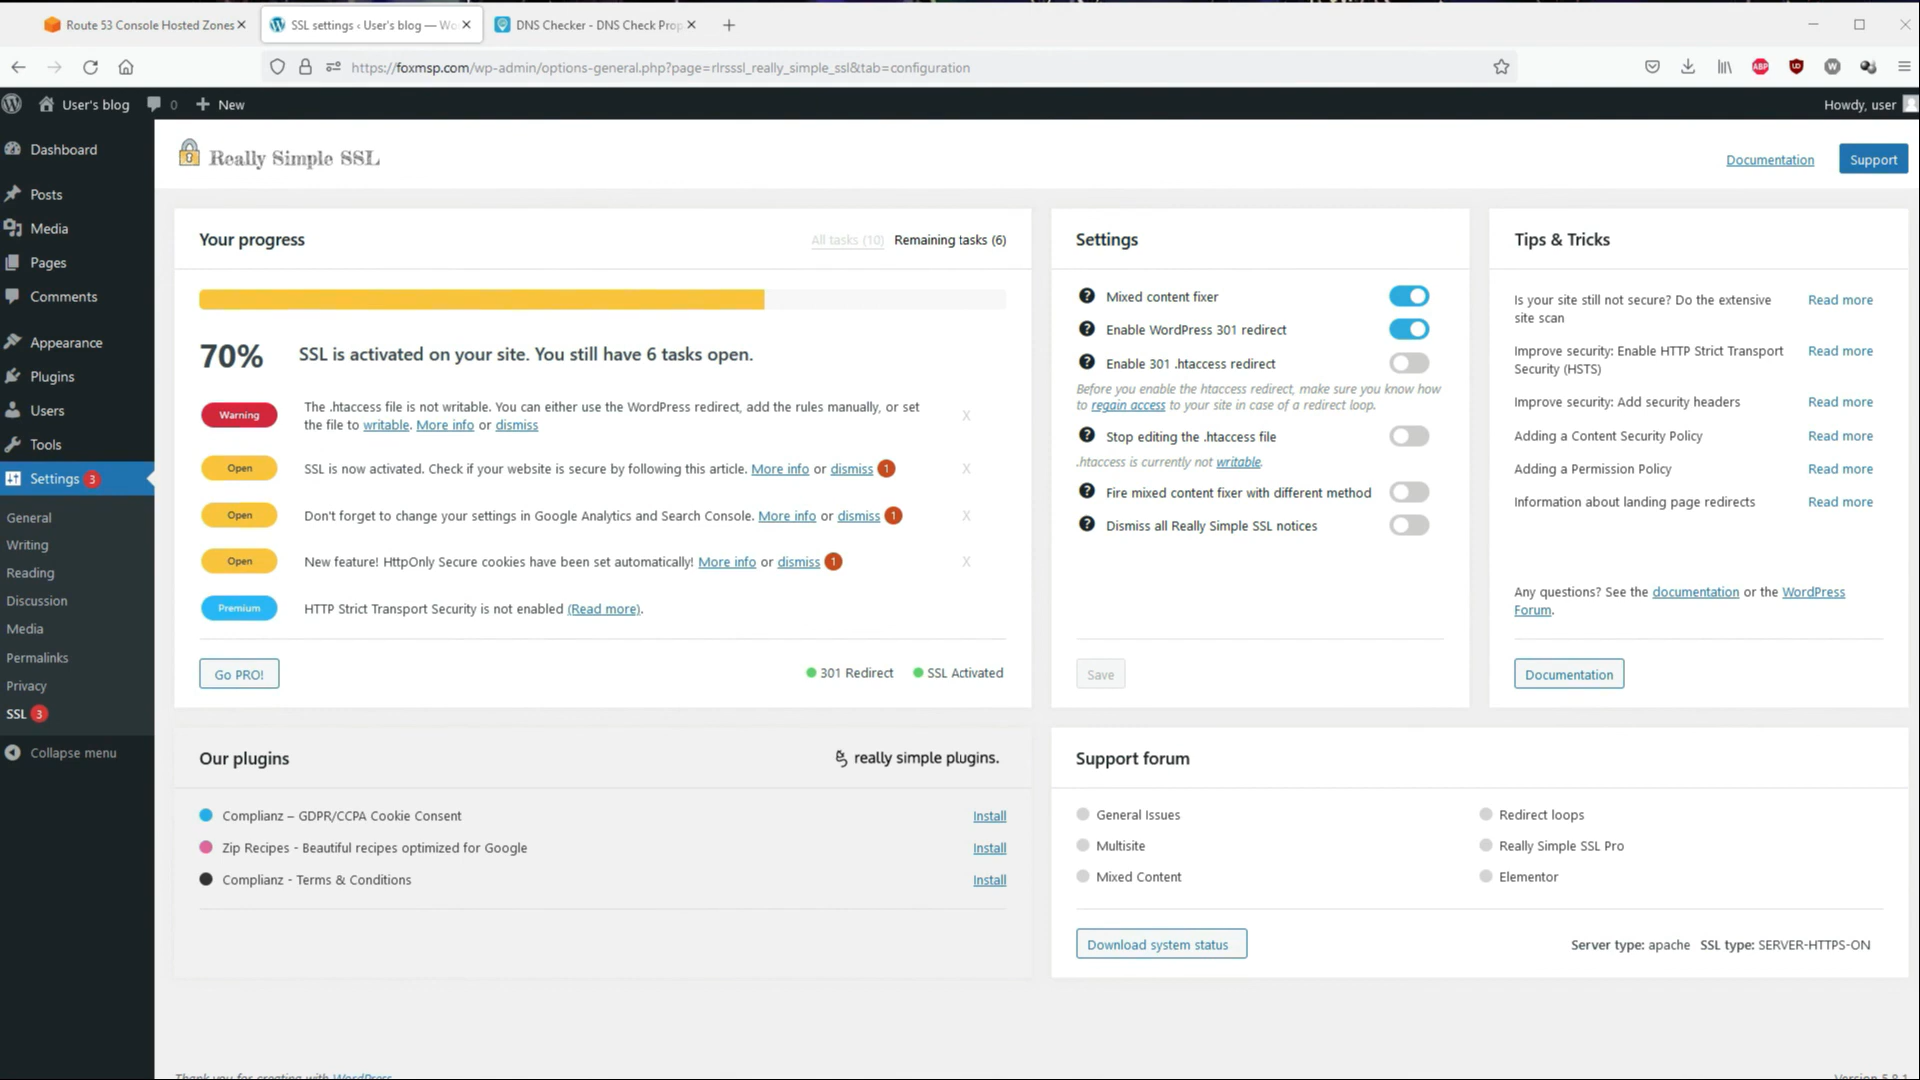 Route 53 Console Hosted Zones
SSL settings ‹ User's blog — Wo
DNS Checker - DNS Check Prop
https://foxmsp.com/wp-admin/options-general.php?page=rlrsssl_really_simple_ssl&tab=configuration
ABP
User's blog
0
New
Howdy, user
Dashboard
Posts
Media
Pages
Comments
Appearance
Plugins
Users
Tools
Settings 3
General
Writing
Reading
Discussion
Media
Permalinks
Privacy
SSL 3
Collapse menu
Really Simple SSL
Documentation
Support
Your progress
All tasks (10)
Remaining tasks (6)
70%
SSL is activated on your site. You still have 6 tasks open.
Warning
The .htaccess file is not writable. You can either use the WordPress redirect, add the rules manually, or set
the file to writable. More info or dismiss
X
Open
SSL is now activated. Check if your website is secure by following this article. More info or dismiss 1
X
Open
Don't forget to change your settings in Google Analytics and Search Console. More info or dismiss 1
X
Open
New feature! HttpOnly Secure cookies have been set automatically! More info or dismiss 1
X
Premium
HTTP Strict Transport Security is not enabled (Read more).
Go PRO!
301 Redirect
SSL Activated
Settings
Mixed content fixer
Enable WordPress 301 redirect
Enable 301 .htaccess redirect
Before you enable the htaccess redirect, make sure you know how
to regain access to your site in case of a redirect loop.
Stop editing the .htaccess file
.htaccess is currently not writable.
Fire mixed content fixer with different method
Dismiss all Really Simple SSL notices
Save
Tips & Tricks
Is your site still not secure? Do the extensive
site scan
Read more
Improve security: Enable HTTP Strict Transport
Security (HSTS)
Read more
Improve security: Add security headers
Read more
Adding a Content Security Policy
Read more
Adding a Permission Policy
Read more
Information about landing page redirects
Read more
Any questions? See the documentation or the WordPress
Forum.
Documentation
Our plugins
really simple plugins.
Complianz – GDPR/CCPA Cookie Consent
Install
Zip Recipes - Beautiful recipes optimized for Google
Install
Complianz - Terms & Conditions
Install
Support forum
General Issues
Redirect loops
Multisite
Really Simple SSL Pro
Mixed Content
Elementor
Download system status
Server type: apache
SSL type: SERVER-HTTPS-ON
Thank you for creating with WordPress
Version 5.8.1